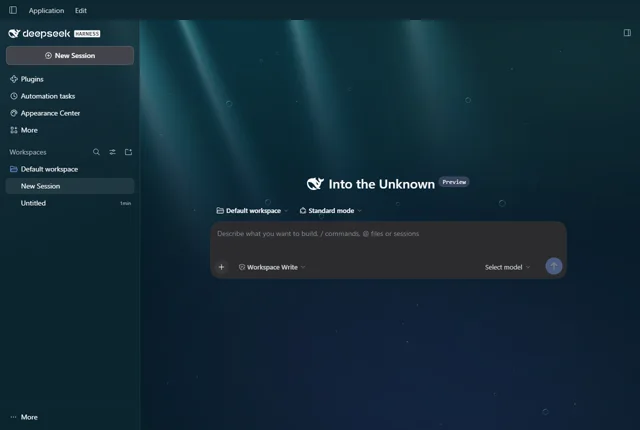 Application Edit
deepseek HARNESS
New Session
Plugins
Automation tasks
Appearance Center
More
Workspaces
Default workspace
New Session
Untitled 1min
Into the Unknown Preview
Default workspace Standard mode
Describe what you want to build, / commands, @ files or sessions
Workspace Write Select model
More